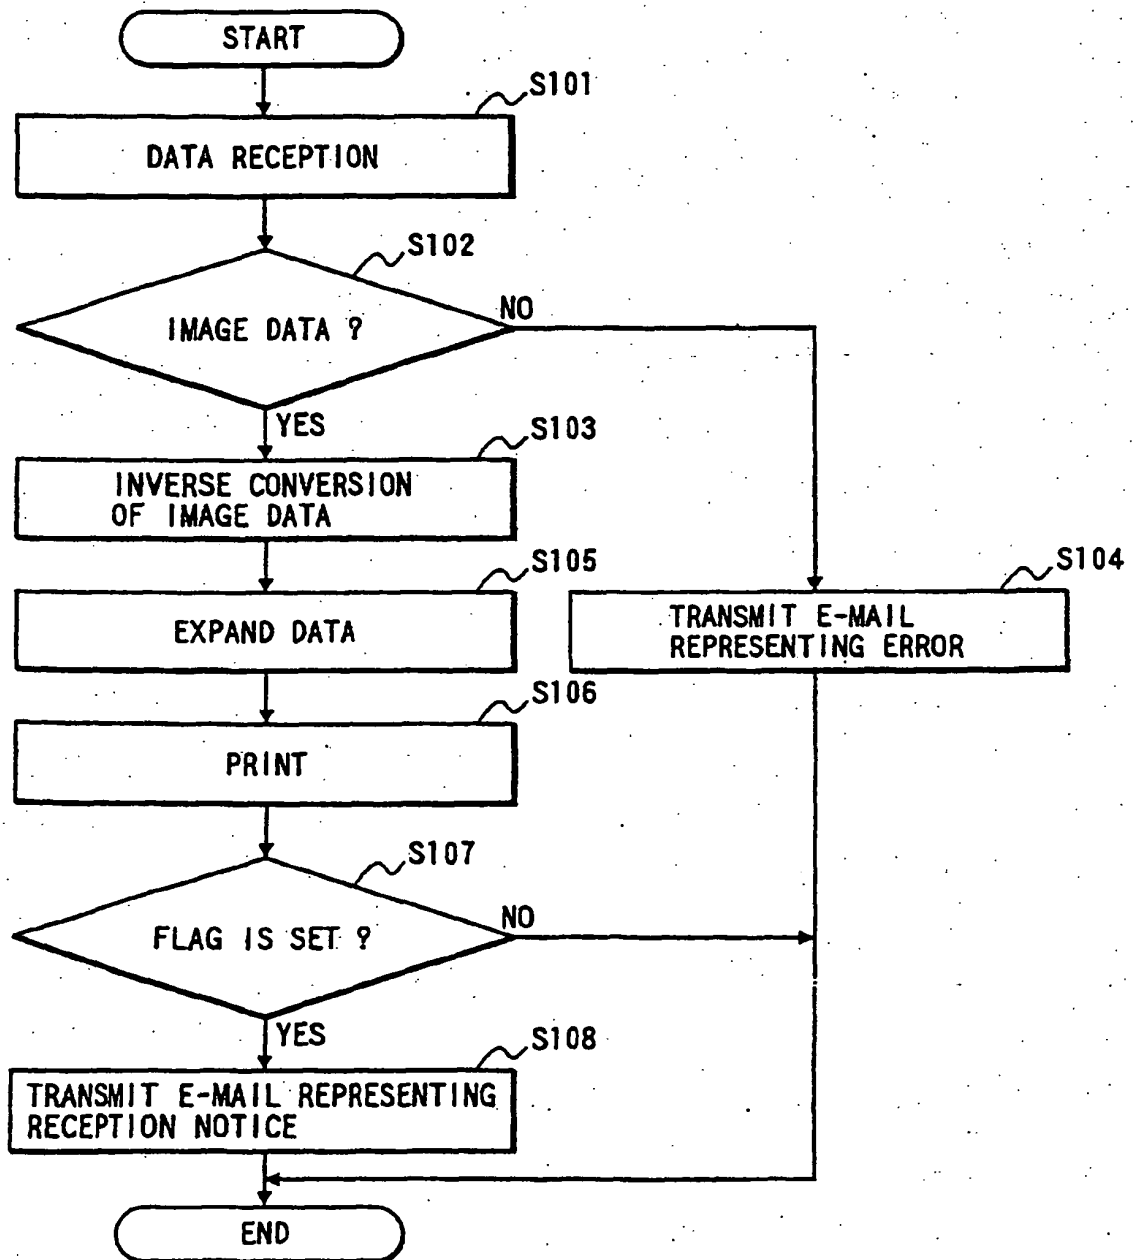 START
S101
DATA RECEPTION
S102
IMAGE DATA ?
NO
YES
S103
INVERSE CONVERSION
OF IMAGE DATA
S105
EXPAND DATA
S104
TRANSMIT E-MAIL
REPRESENTING ERROR
S106
PRINT
S107
FLAG IS SET ?
NO
YES
S108
TRANSMIT E-MAIL REPRESENTING
RECEPTION NOTICE
END